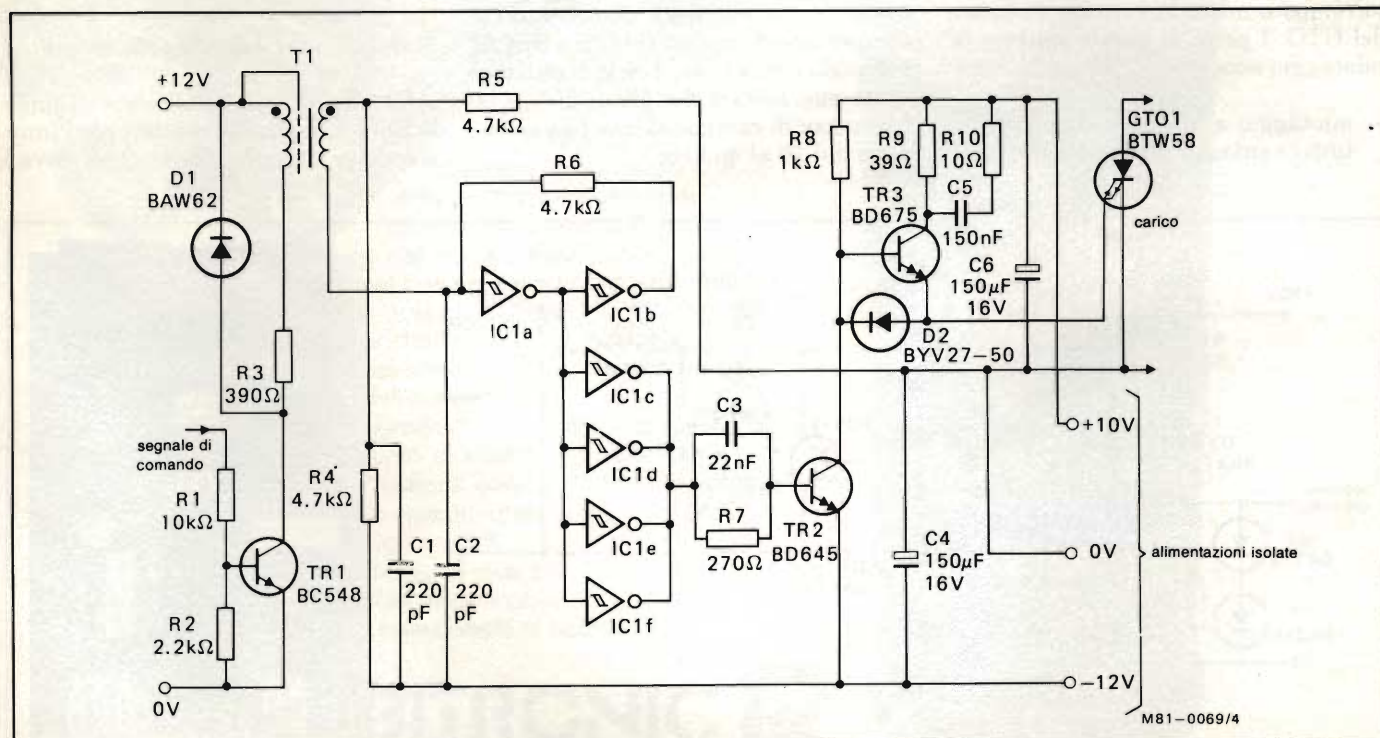 T1
+12V
R5
4.7kΩ
R6
4.7kΩ
D1
BAW62
R3
390Ω
segnale di
comando
R1
10kΩ
R2
2.2kΩ
TR1
BC548
0V
R4
4.7kΩ
C1
220
pF
C2
220
pF
IC1a
IC1b
IC1c
IC1d
IC1e
IC1f
C3
22nF
R7
270Ω
TR2
BD645
R8
1kΩ
R9
39Ω
R10
10Ω
TR3
BD675
C5
150nF
C6
150µF
16V
D2
BYV27-50
GTO1
BTW58
carico
C4
150µF
16V
+10V
0V
alimentazioni isolate
-12V
M81-0069/4